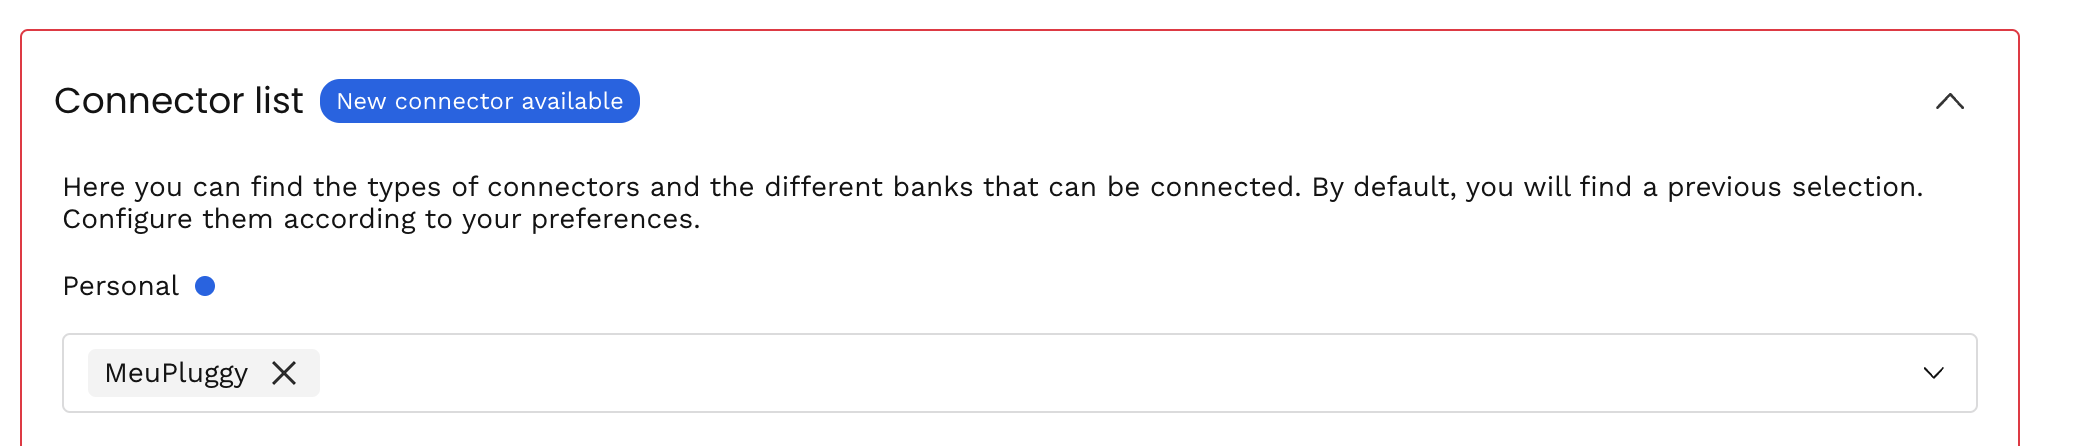 Connector list
New connector available
Here you can find the types of connectors and the different banks that can be connected. By default, you will find a previous selection.
Configure them according to your preferences.
Personal
MeuPluggy